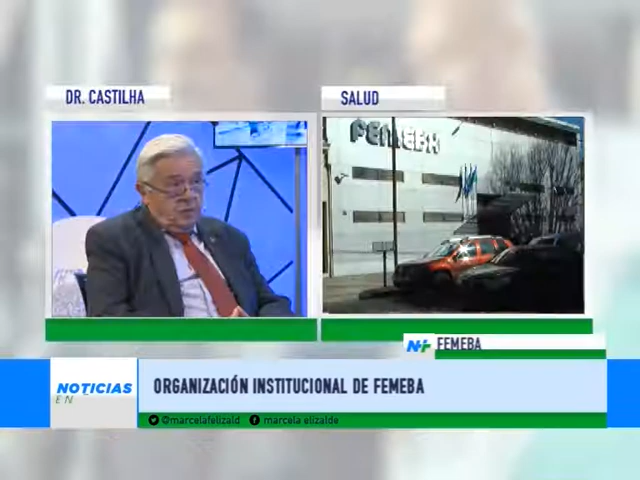 DR. CASTILHA
SALUD
FEMEBA
N+
FEMEBA
NOTICIAS
EN
ORGANIZACIÓN INSTITUCIONAL DE FEMEBA
@marcelafelizald
marcela elizalde